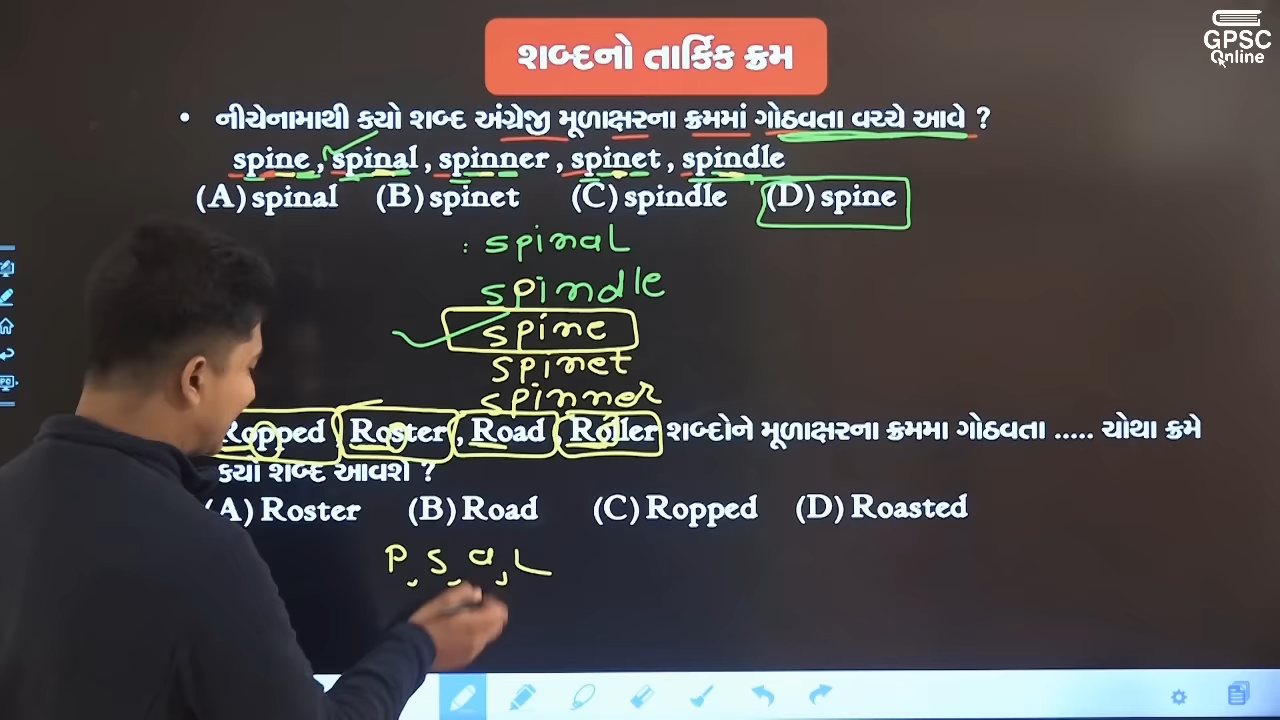 GPSC
Online
શબ્દનો તાર્કિક ક્રમ
• નીચેનામાથી કયો શબ્દ અંગ્રેજી મૂળાક્ષરના ક્રમમાં ગોઠવતા વચ્ચે આવે ?
spine, spinal, spinner, spinet, spindle
(A) spinal (B) spinet (C) spindle (D) spine
spinal
spindle
spine
spinet
spinner
Ropped, Roster, Road, Roller શબ્દોને મૂળાક્ષરના ક્રમમા ગોઠવતા ..... ચોથા ક્રમે
કયો શબ્દ આવશે ?
(A) Roster (B) Road (C) Ropped (D) Roasted
P, S, a, L